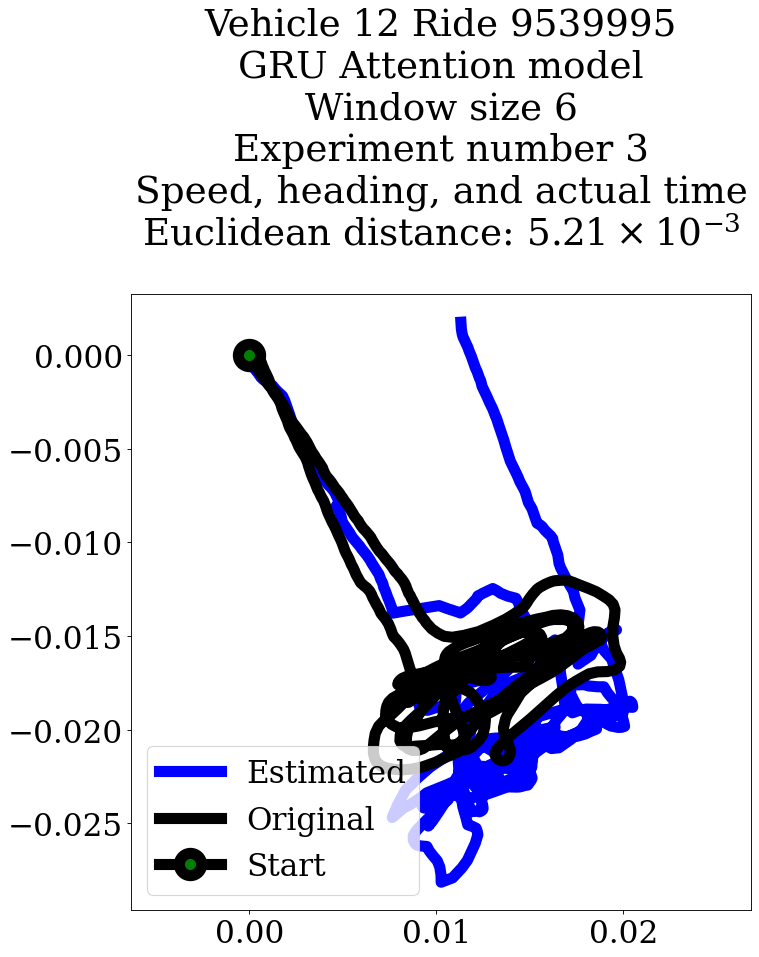 Vehicle 12 Ride 9539995
GRU Attention model
Window size 6
Experiment number 3
Speed, heading, and actual time
Euclidean distance: 5.21 × 10⁻³
0.000
−0.005
−0.010
−0.015
−0.020
−0.025
Estimated
Original
Start
0.00 0.01 0.02